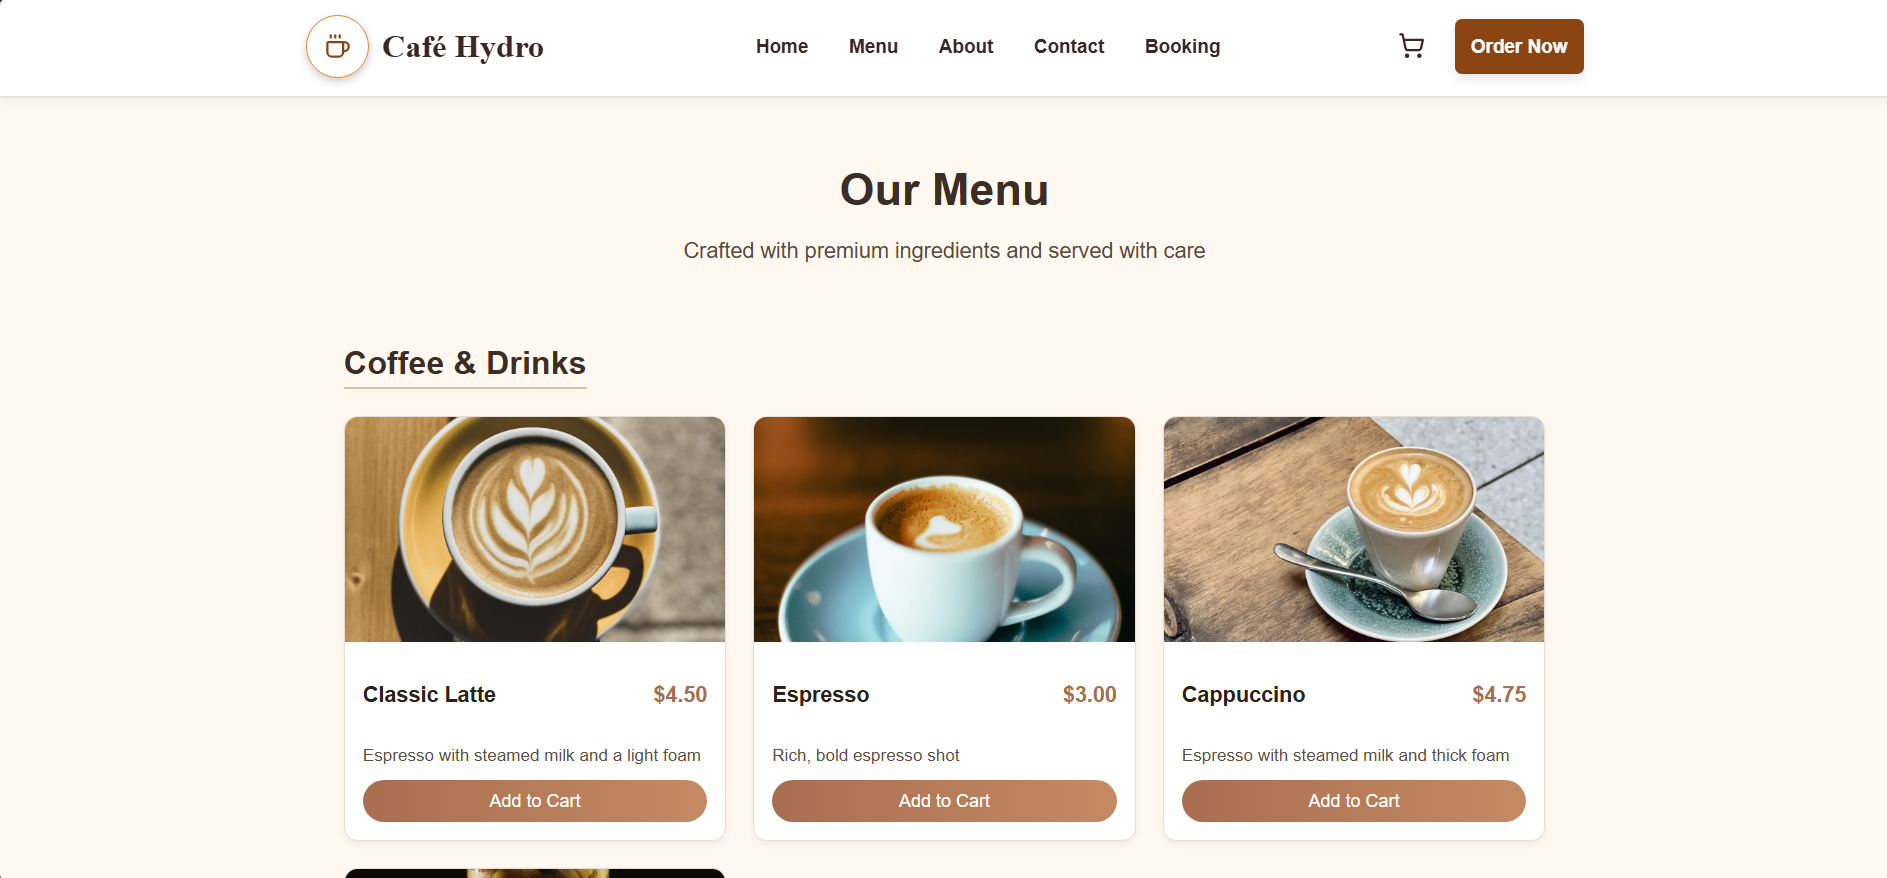 Café Hydro
Home
Menu
About
Contact
Booking
Order Now
Our Menu
Crafted with premium ingredients and served with care
Coffee & Drinks
Classic Latte
$4.50
Espresso with steamed milk and a light foam
Add to Cart
Espresso
$3.00
Rich, bold espresso shot
Add to Cart
Cappuccino
$4.75
Espresso with steamed milk and thick foam
Add to Cart